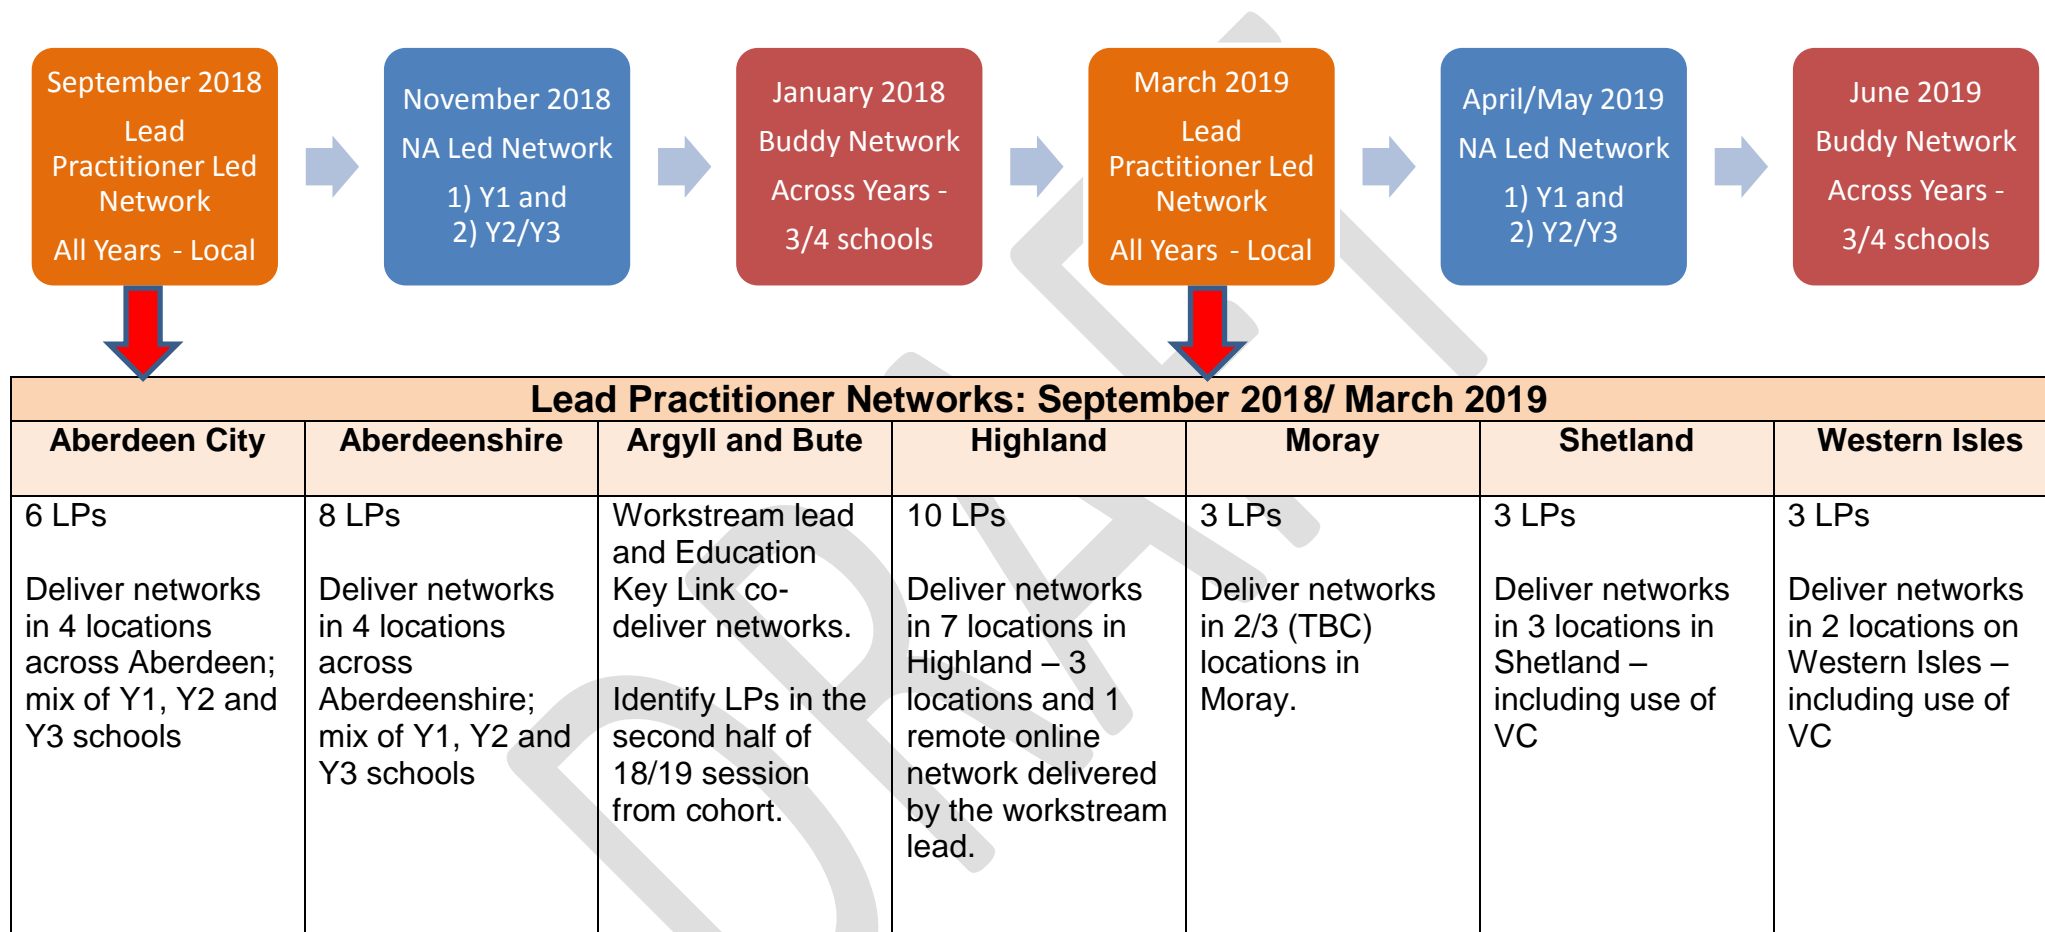 September 2018
Lead
Practitioner Led
Network
All Years - Local
November 2018
NA Led Network
1) Y1 and
2) Y2/Y3
January 2018
Buddy Network
Across Years -
3/4 schools
March 2019
Lead
Practitioner Led
Network
All Years - Local
April/May 2019
NA Led Network
1) Y1 and
2) Y2/Y3
June 2019
Buddy Network
Across Years -
3/4 schools
Lead Practitioner Networks: September 2018/ March 2019
Aberdeen City
Aberdeenshire
Argyll and Bute
Highland
Moray
Shetland
Western Isles
6 LPs
Deliver networks
in 4 locations
across Aberdeen;
mix of Y1, Y2 and
Y3 schools
8 LPs
Deliver networks
in 4 locations
across
Aberdeenshire;
mix of Y1, Y2 and
Y3 schools
Workstream lead
and Education
Key Link co-
deliver networks.
Identify LPs in the
second half of
18/19 session
from cohort.
10 LPs
Deliver networks
in 7 locations in
Highland – 3
locations and 1
remote online
network delivered
by the workstream
lead.
3 LPs
Deliver networks
in 2/3 (TBC)
locations in
Moray.
3 LPs
Deliver networks
in 3 locations in
Shetland –
including use of
VC
3 LPs
Deliver networks
in 2 locations on
Western Isles –
including use of
VC
DRAFT